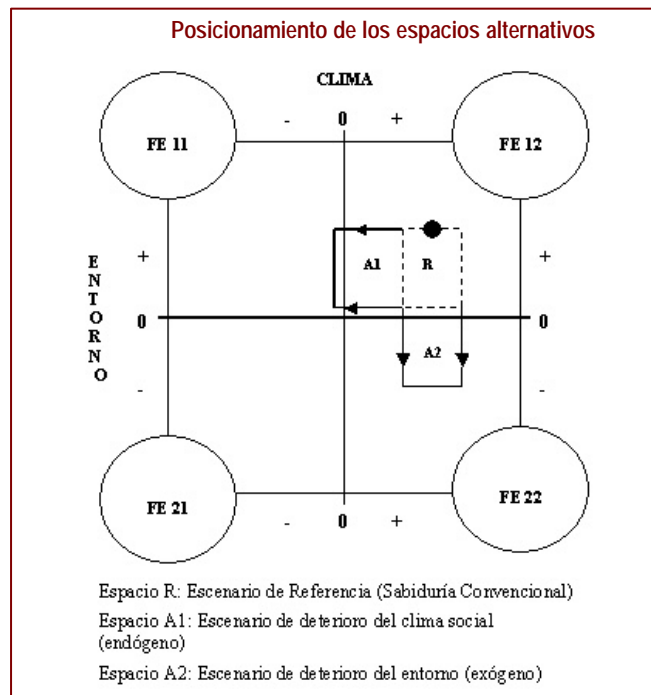 Posicionamiento de los espacios alternativos
CLIMA
- 0 +
FE 11
FE 12
ENTORNO
+
A1
R
+
0
0
-
A2
-
FE 21
FE 22
- 0 +
Espacio R: Escenario de Referencia (Sabiduría Convencional)
Espacio A1: Escenario de deterioro del clima social
(endógeno)
Espacio A2: Escenario de deterioro del entorno (exógeno)